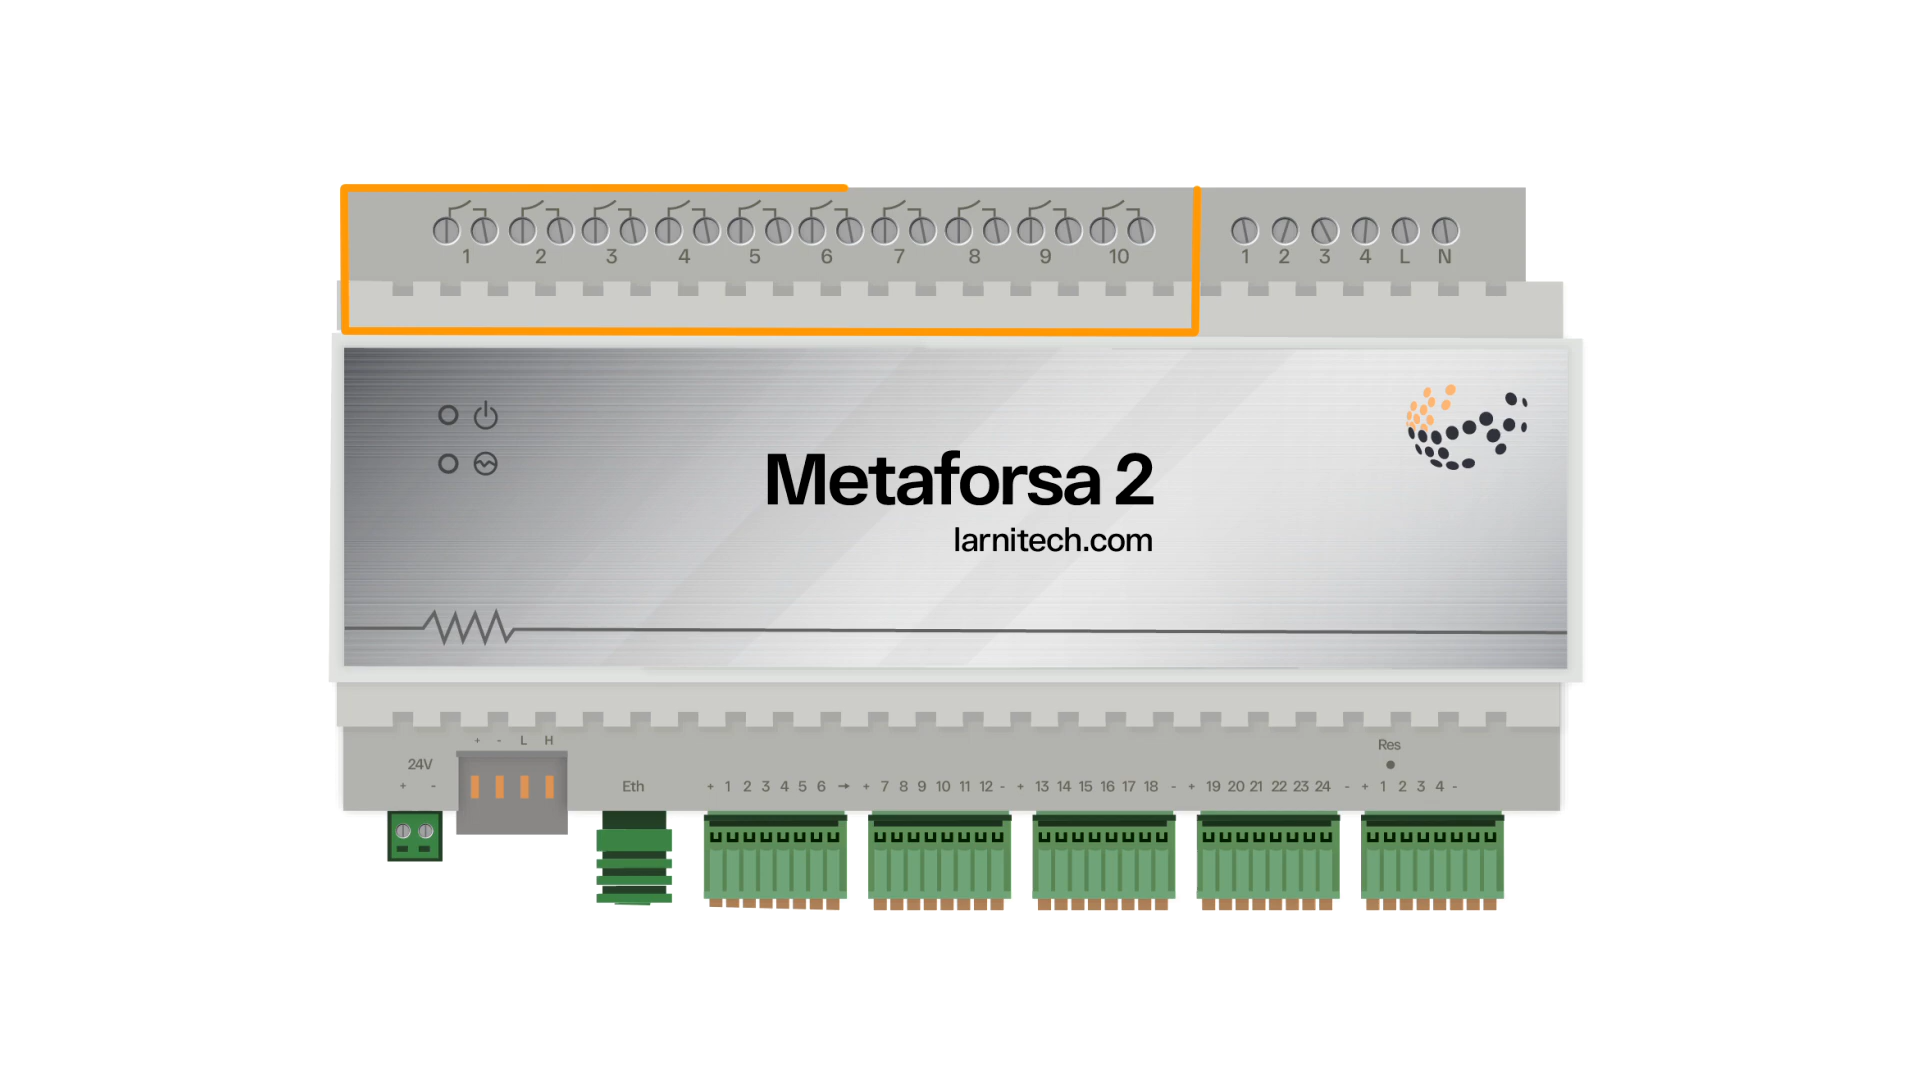 1 2 3 4 5 6 7 8 9 10 1 2 3 4 L N
Metaforsa 2
larnitech.com
+ - L H
Res
24V
+ -
Eth
+ 1 2 3 4 5 6 → + 7 8 9 10 11 12 - + 13 14 15 16 17 18 - + 19 20 21 22 23 24 - + 1 2 3 4 -